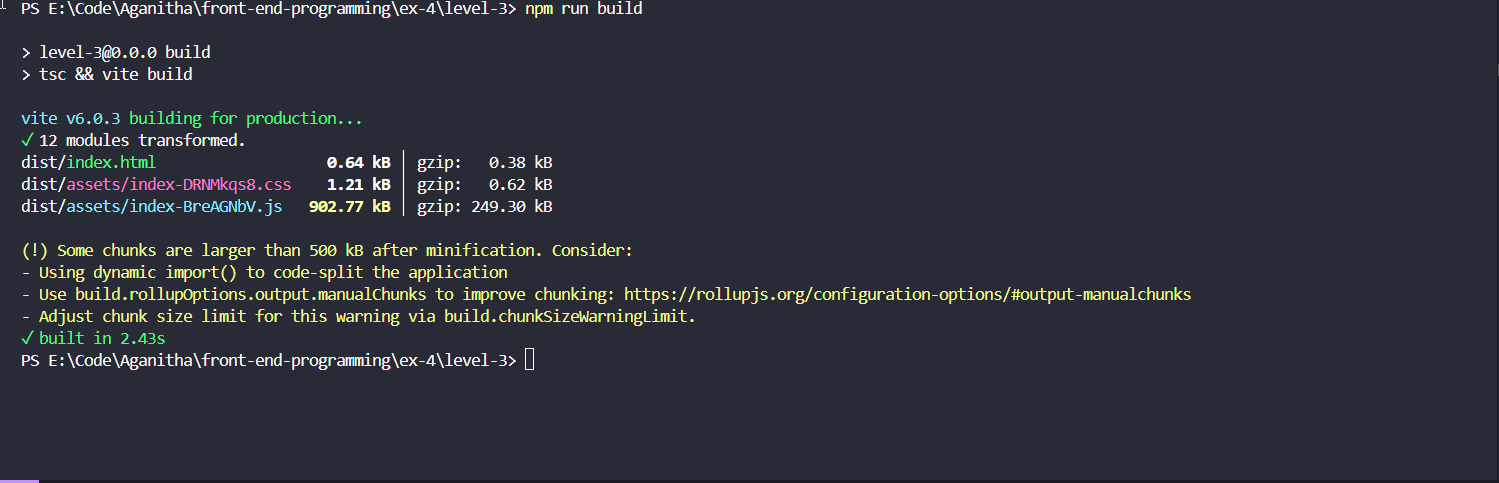 PS E:\Code\Aganitha\front-end-programming\ex-4\level-3> npm run build
> level-3@0.0.0 build
> tsc && vite build
vite v6.0.3 building for production...
✓ 12 modules transformed.
dist/index.html                   0.64 kB │ gzip:   0.38 kB
dist/assets/index-DRNMkqs8.css    1.21 kB │ gzip:   0.62 kB
dist/assets/index-BreAGNbV.js   902.77 kB │ gzip: 249.30 kB
(!) Some chunks are larger than 500 kB after minification. Consider:
- Using dynamic import() to code-split the application
- Use build.rollupOptions.output.manualChunks to improve chunking: https://rollupjs.org/configuration-options/#output-manualchunks
- Adjust chunk size limit for this warning via build.chunkSizeWarningLimit.
✓ built in 2.43s
PS E:\Code\Aganitha\front-end-programming\ex-4\level-3>